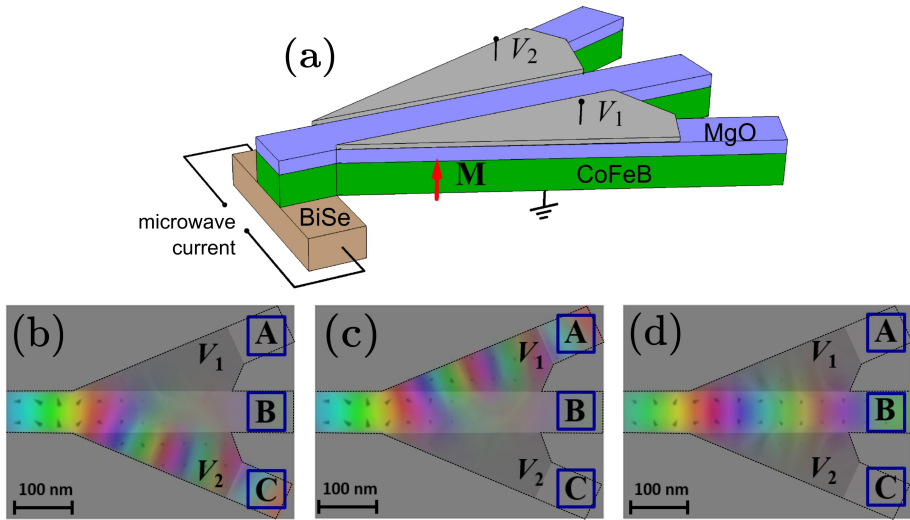 (a)
V2
V1
MgO
M
CoFeB
BiSe
microwave
current
(b)
A
V1
B
V2
C
100 nm
(c)
A
V1
B
V2
C
100 nm
(d)
A
V1
B
V2
C
100 nm